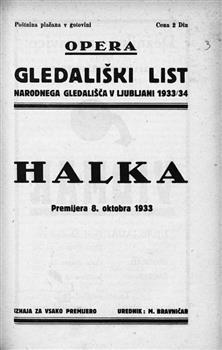 Poštnina plačana v gotovini Cena 2 Din
3
OPERA
GLEDALIŠKI LIST
NARODNEGA GLEDALIŠČA V LJUBLJANI 1933/34
HALKA
Premijera 8. oktobra 1933
IZHAJA ZA VSAKO PREMIJERO UREDNIK: M. BRAVNIČAR